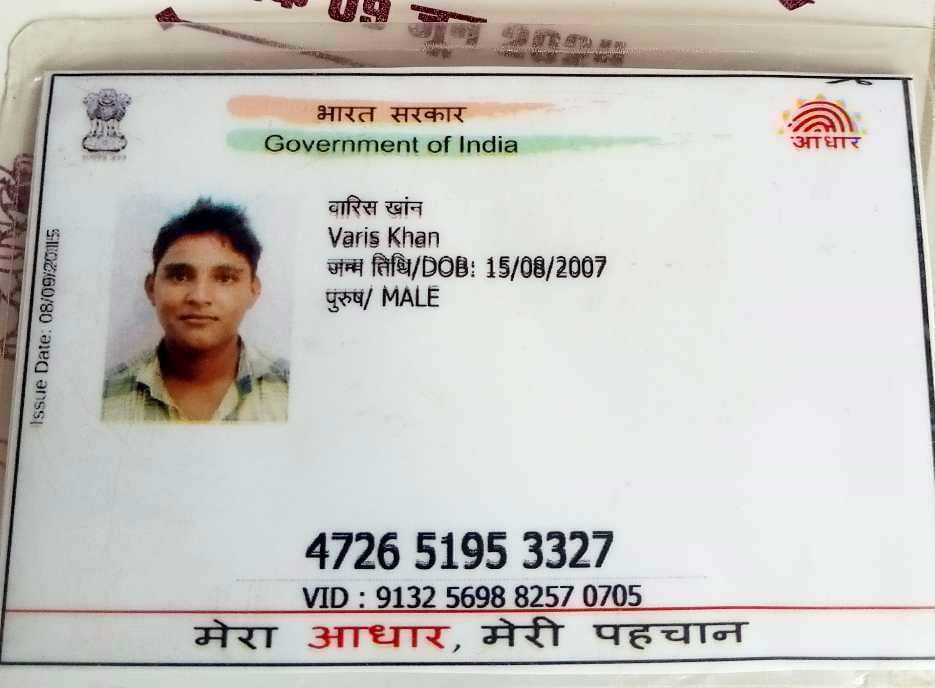 09 जून
भारत सरकार
Government of India
आधार
Issue Date: 08/09/2015
वारिस खांन
Varis Khan
जन्म तिथि/DOB: 15/08/2007
पुरुष/ MALE
4726 5195 3327
VID : 9132 5698 8257 0705
मेरा आधार, मेरी पहचान